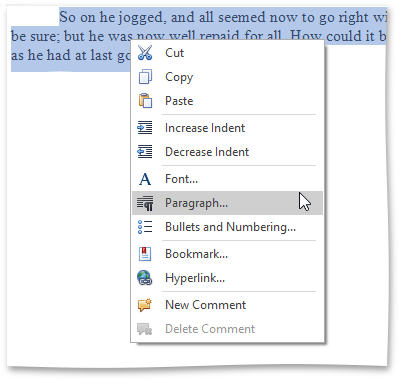 So on he jogged, and all seemed now to go right
be sure; but he was now well repaid for all. How could it
as he had at last
Cut
Copy
Paste
Increase Indent
Decrease Indent
Font...
Paragraph...
Bullets and Numbering...
Bookmark...
Hyperlink...
New Comment
Delete Comment